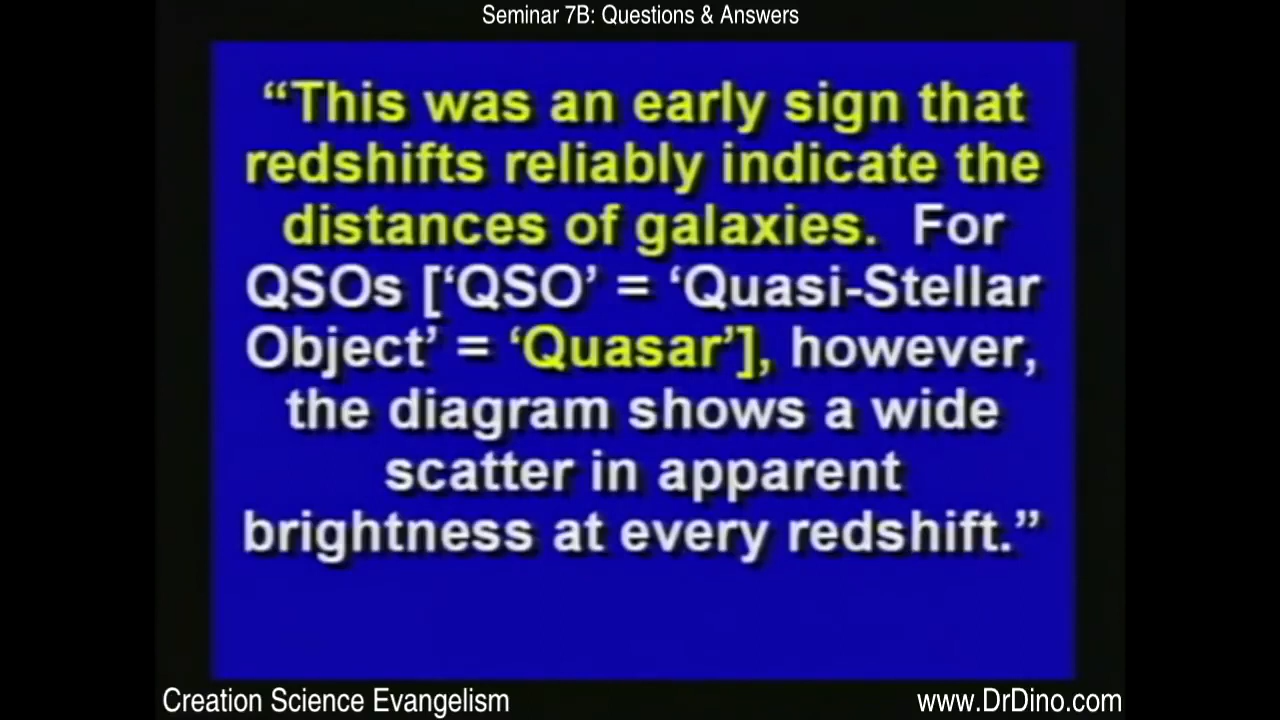 Seminar 7B: Questions & Answers
“This was an early sign that
redshifts reliably indicate the
distances of galaxies. For
QSOs [‘QSO’ = ‘Quasi-Stellar
Object’ = ‘Quasar’], however,
the diagram shows a wide
scatter in apparent
brightness at every redshift.”
Creation Science Evangelism
www.DrDino.com